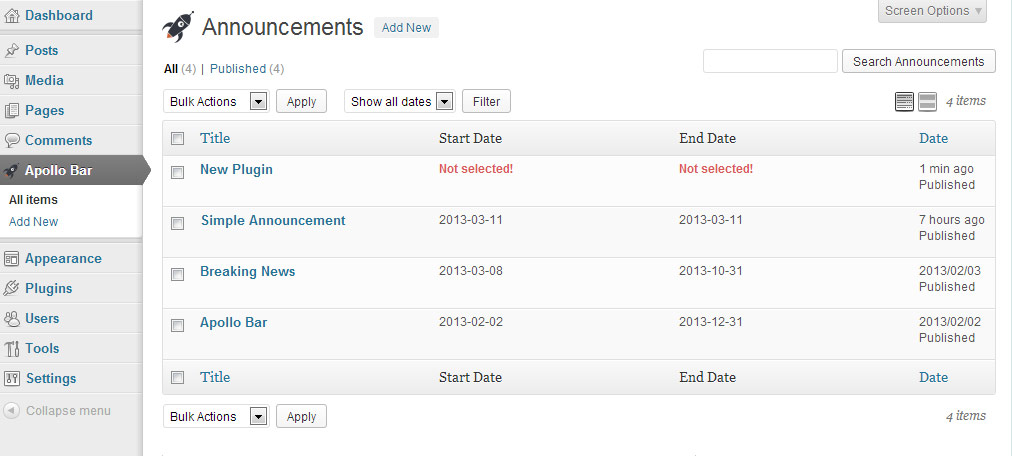 Dashboard
Posts
Media
Pages
Comments
Apollo Bar
All items
Add New
Appearance
Plugins
Users
Tools
Settings
Collapse menu
Screen Options
Announcements Add New
All (4) | Published (4)
Search Announcements
Bulk Actions Apply Show all dates Filter 4 items
Title Start Date End Date Date
New Plugin Not selected! Not selected! 1 min ago
Published
Simple Announcement 2013-03-11 2013-03-11 7 hours ago
Published
Breaking News 2013-03-08 2013-10-31 2013/02/03
Published
Apollo Bar 2013-02-02 2013-12-31 2013/02/02
Published
Title Start Date End Date Date
Bulk Actions Apply 4 items